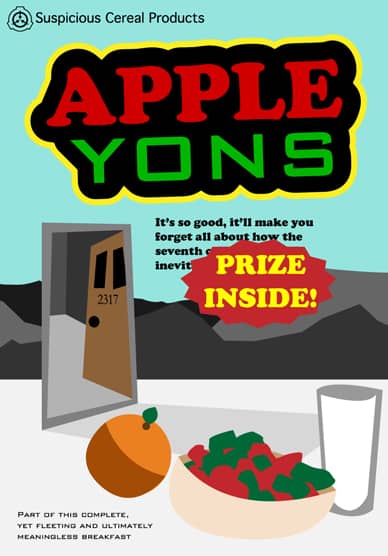 Suspicious Cereal Products
APPLE
YONS
It's so good, it'll make you
forget all about how the
seventh
PRIZE
INSIDE!
2317
Part of this complete,
yet fleeting and ultimately
meaningless breakfast